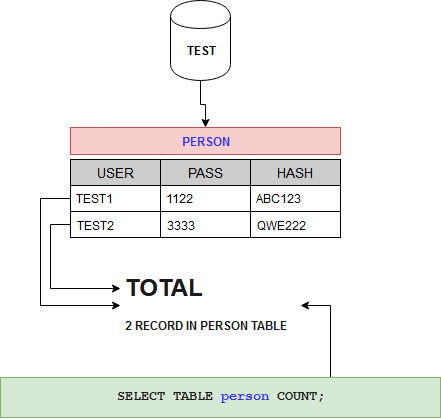 TEST
PERSON
USER PASS HASH
TEST1 1122 ABC123
TEST2 3333 QWE222
TOTAL
2 RECORD IN PERSON TABLE
SELECT TABLE person COUNT;